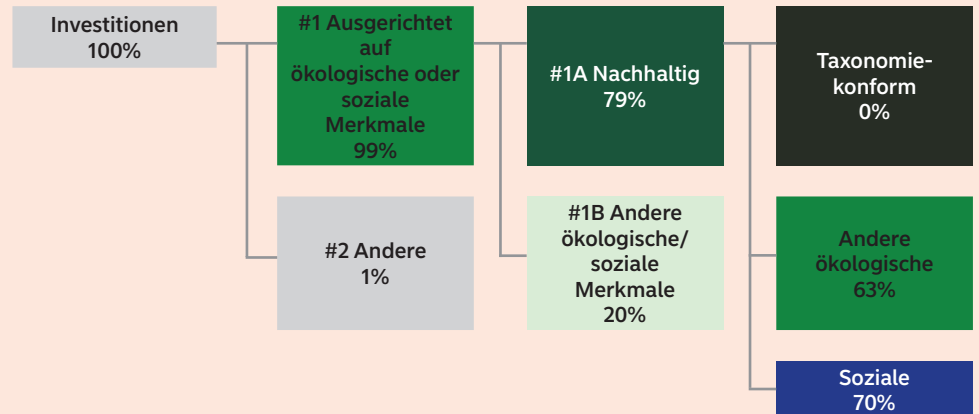 Investitionen
100%
#1 Ausgerichtet
auf
ökologische oder
soziale
Merkmale
99%
#1A Nachhaltig
79%
Taxonomie-
konform
0%
#2 Andere
1%
#1B Andere
ökologische/
soziale
Merkmale
20%
Andere
ökologische
63%
Soziale
70%